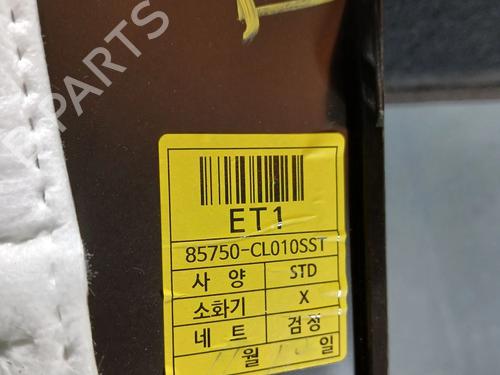 B-PARTS
ET1
85750-CL010SST
사 양 STD
소화기 X
네 트 검정
월 일